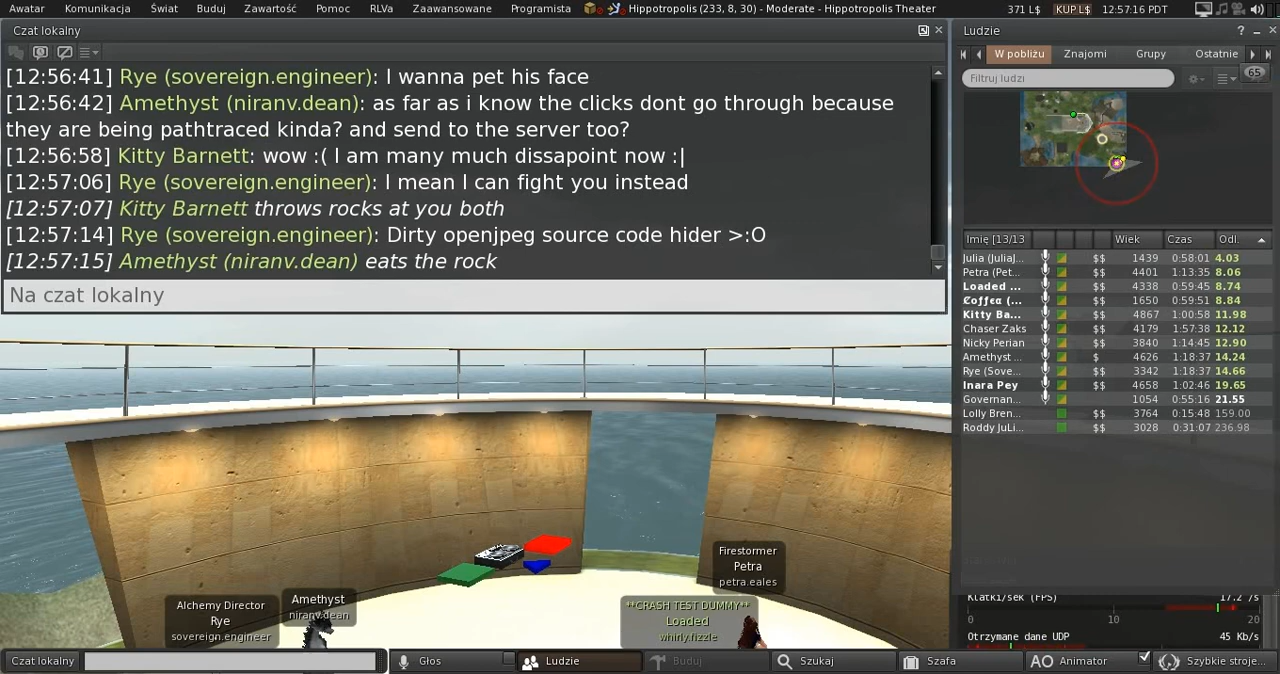 Awatar Komunikacja Świat Buduj Zawartość Pomoc RLVa Zaawansowane Programista Hippotropolis (233, 8, 30) - Moderate - Hippotropolis Theater 371 L$ KUP L$ 12:57:16 PDT
Czat lokalny
[12:56:41] Rye (sovereign.engineer): I wanna pet his face
[12:56:42] Amethyst (niranv.dean): as far as i know the clicks dont go through because
they are being pathtraced kinda? and send to the server too?
[12:56:58] Kitty Barnett: wow :( I am many much dissapoint now :|
[12:57:06] Rye (sovereign.engineer): I mean I can fight you instead
[12:57:07] Kitty Barnett throws rocks at you both
[12:57:14] Rye (sovereign.engineer): Dirty openjpeg source code hider >:O
[12:57:15] Amethyst (niranv.dean) eats the rock
Na czat lokalny
Ludzie
W pobliżu Znajomi Grupy Ostatnie
Filtruj ludzi
65
Imię [13/13 Wiek Czas Odl.
Julia (JuliaJ... $$ 1439 0:58:01 4.03
Petra (Pet... $$ 4401 1:13:35 8.06
Loaded ... $$ 4338 0:59:45 8.74
Ȼoƒƒєα (... $$ 1650 0:59:51 8.84
Kitty Ba... $$ 4867 1:00:58 11.98
Chaser Zaks $$ 4179 1:57:38 12.12
Nicky Perian $$ 3840 1:14:45 12.90
Amethyst ... $ 4626 1:18:37 14.24
Rye (Sove... $$ 3342 1:18:37 14.66
Inara Pey $$ 4658 1:02:46 19.65
Governan... 1054 0:55:16 21.55
Lolly Bren... $$ 3764 0:15:48 159.00
Roddy JuLi... $$ 3028 0:31:07 236.98
Klatki/sek (FPS) 17.2 /s
0 10 20
Otrzymane dane UDP 45 Kb/s
Firestormer
Petra
petra.eales
Amethyst
niranv.dean
Alchemy Director
Rye
sovereign.engineer
**CRASH TEST DUMMY**
Loaded
whirly.fizzle
Czat lokalny Głos Ludzie Buduj Szukaj Szafa AO Animator Szybkie stroje...